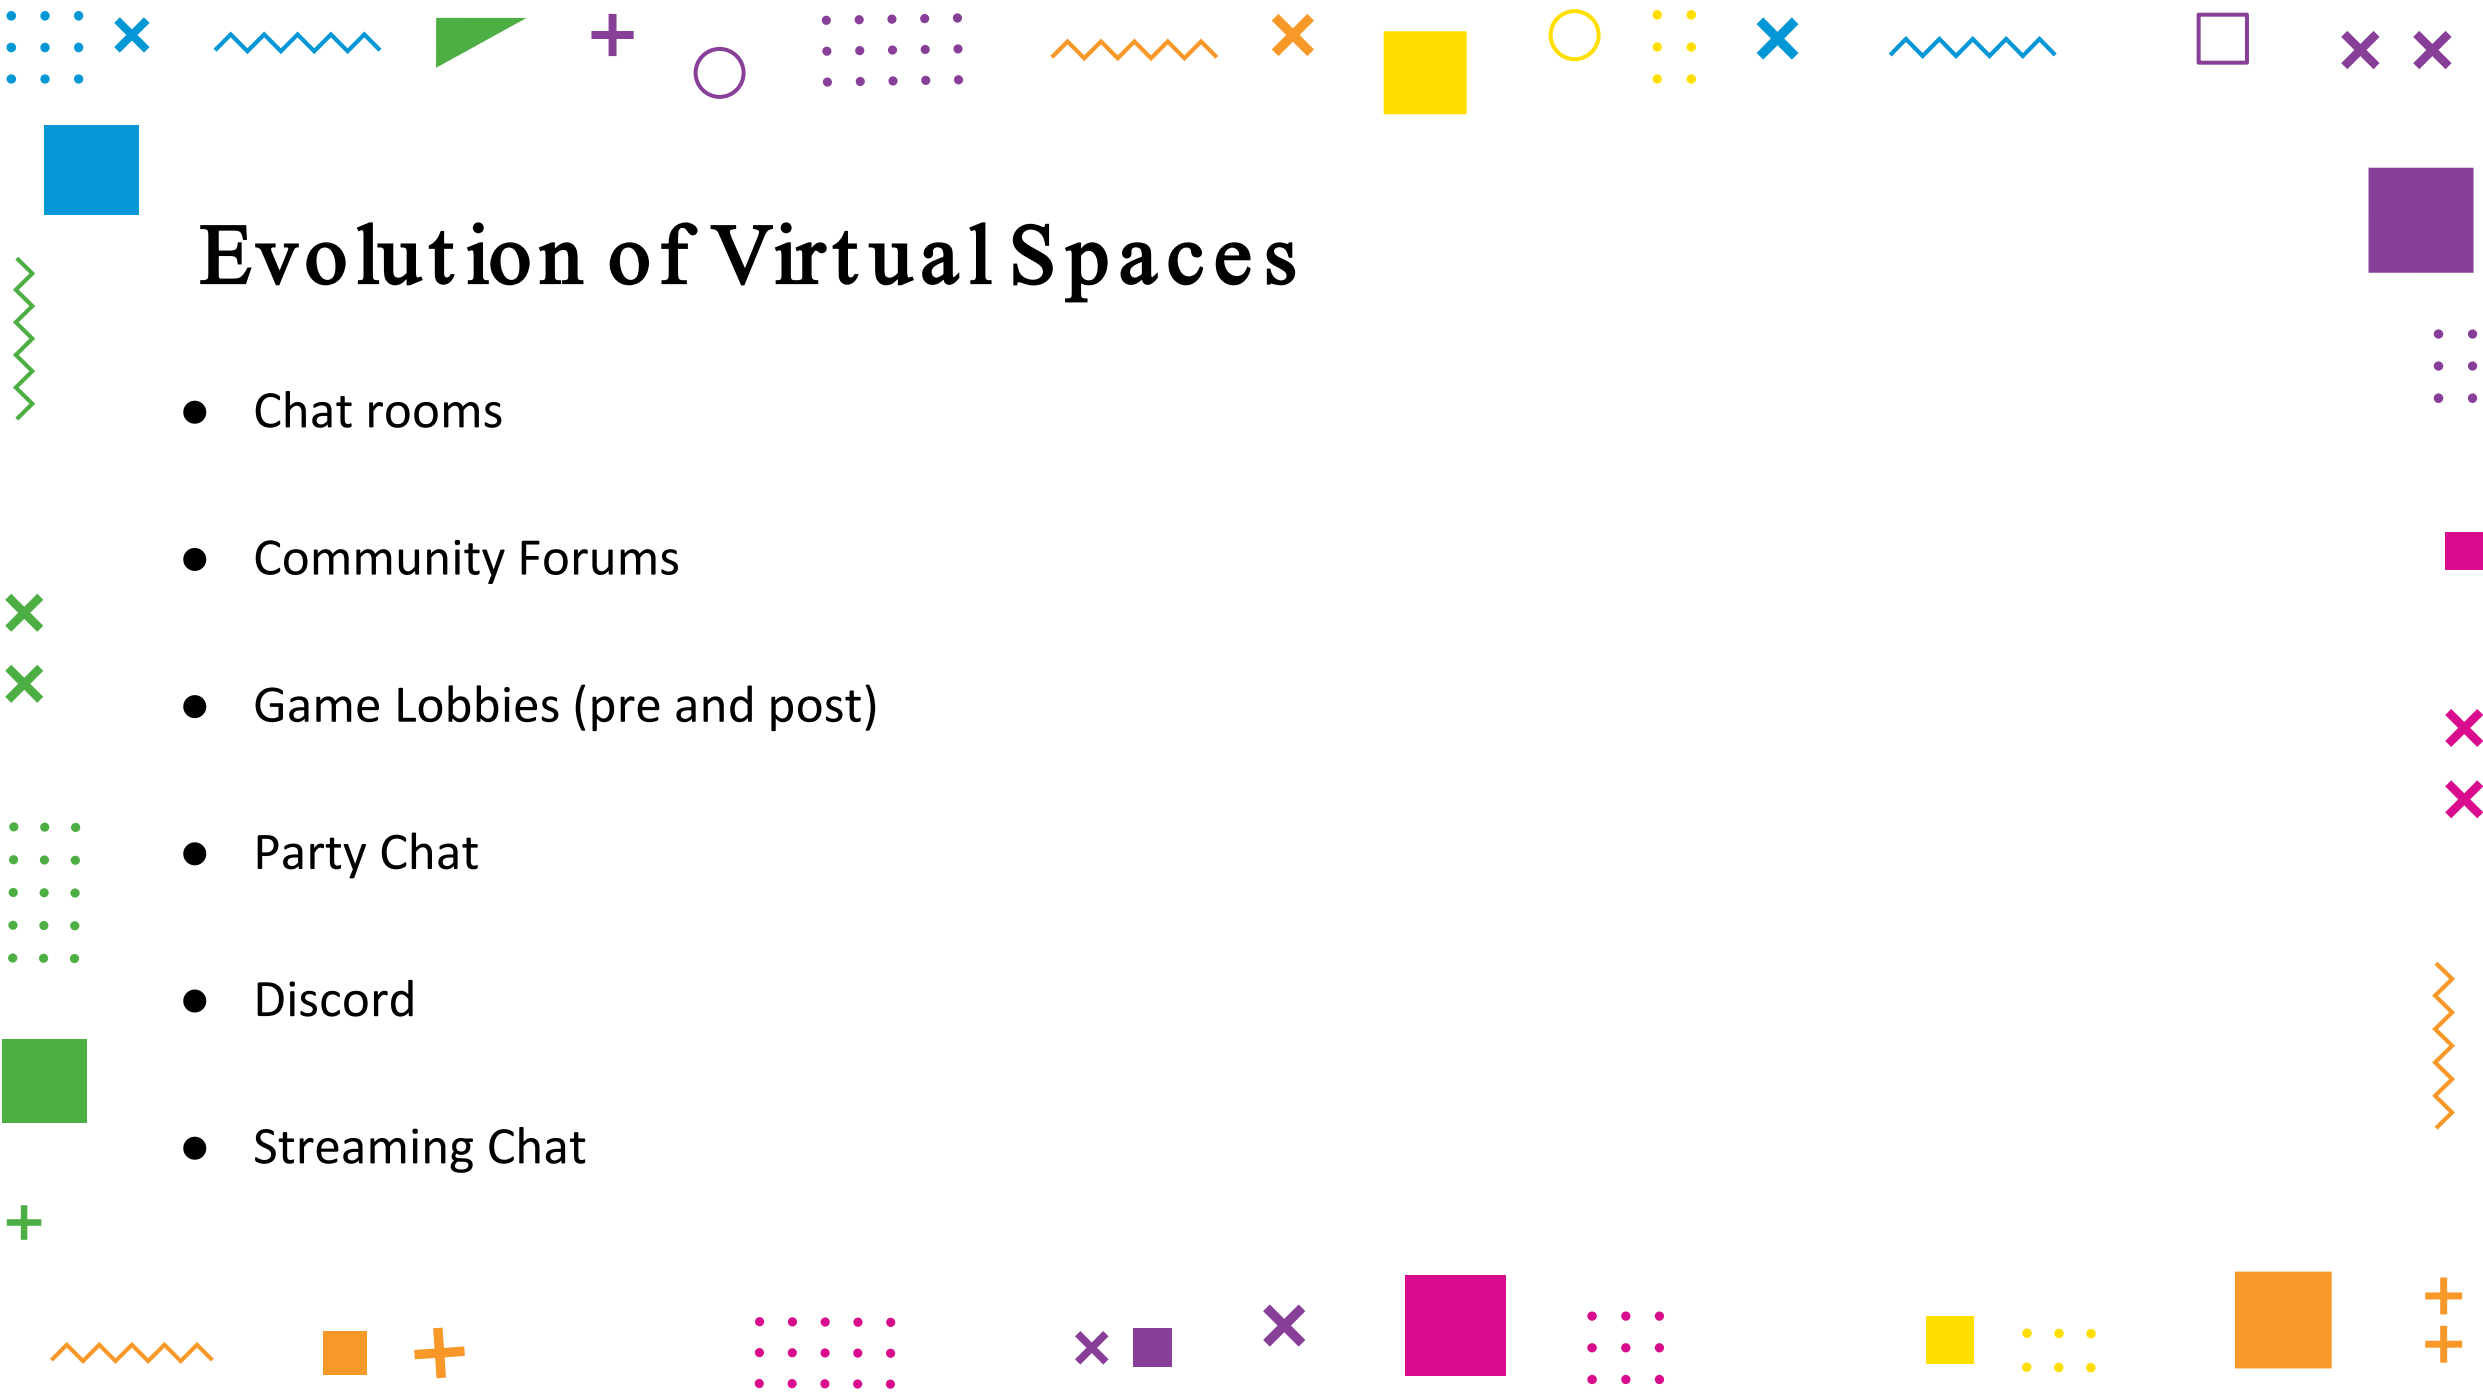 Evolution of Virtual Spaces
● Chat rooms
● Community Forums
● Game Lobbies (pre and post)
● Party Chat
● Discord
● Streaming Chat